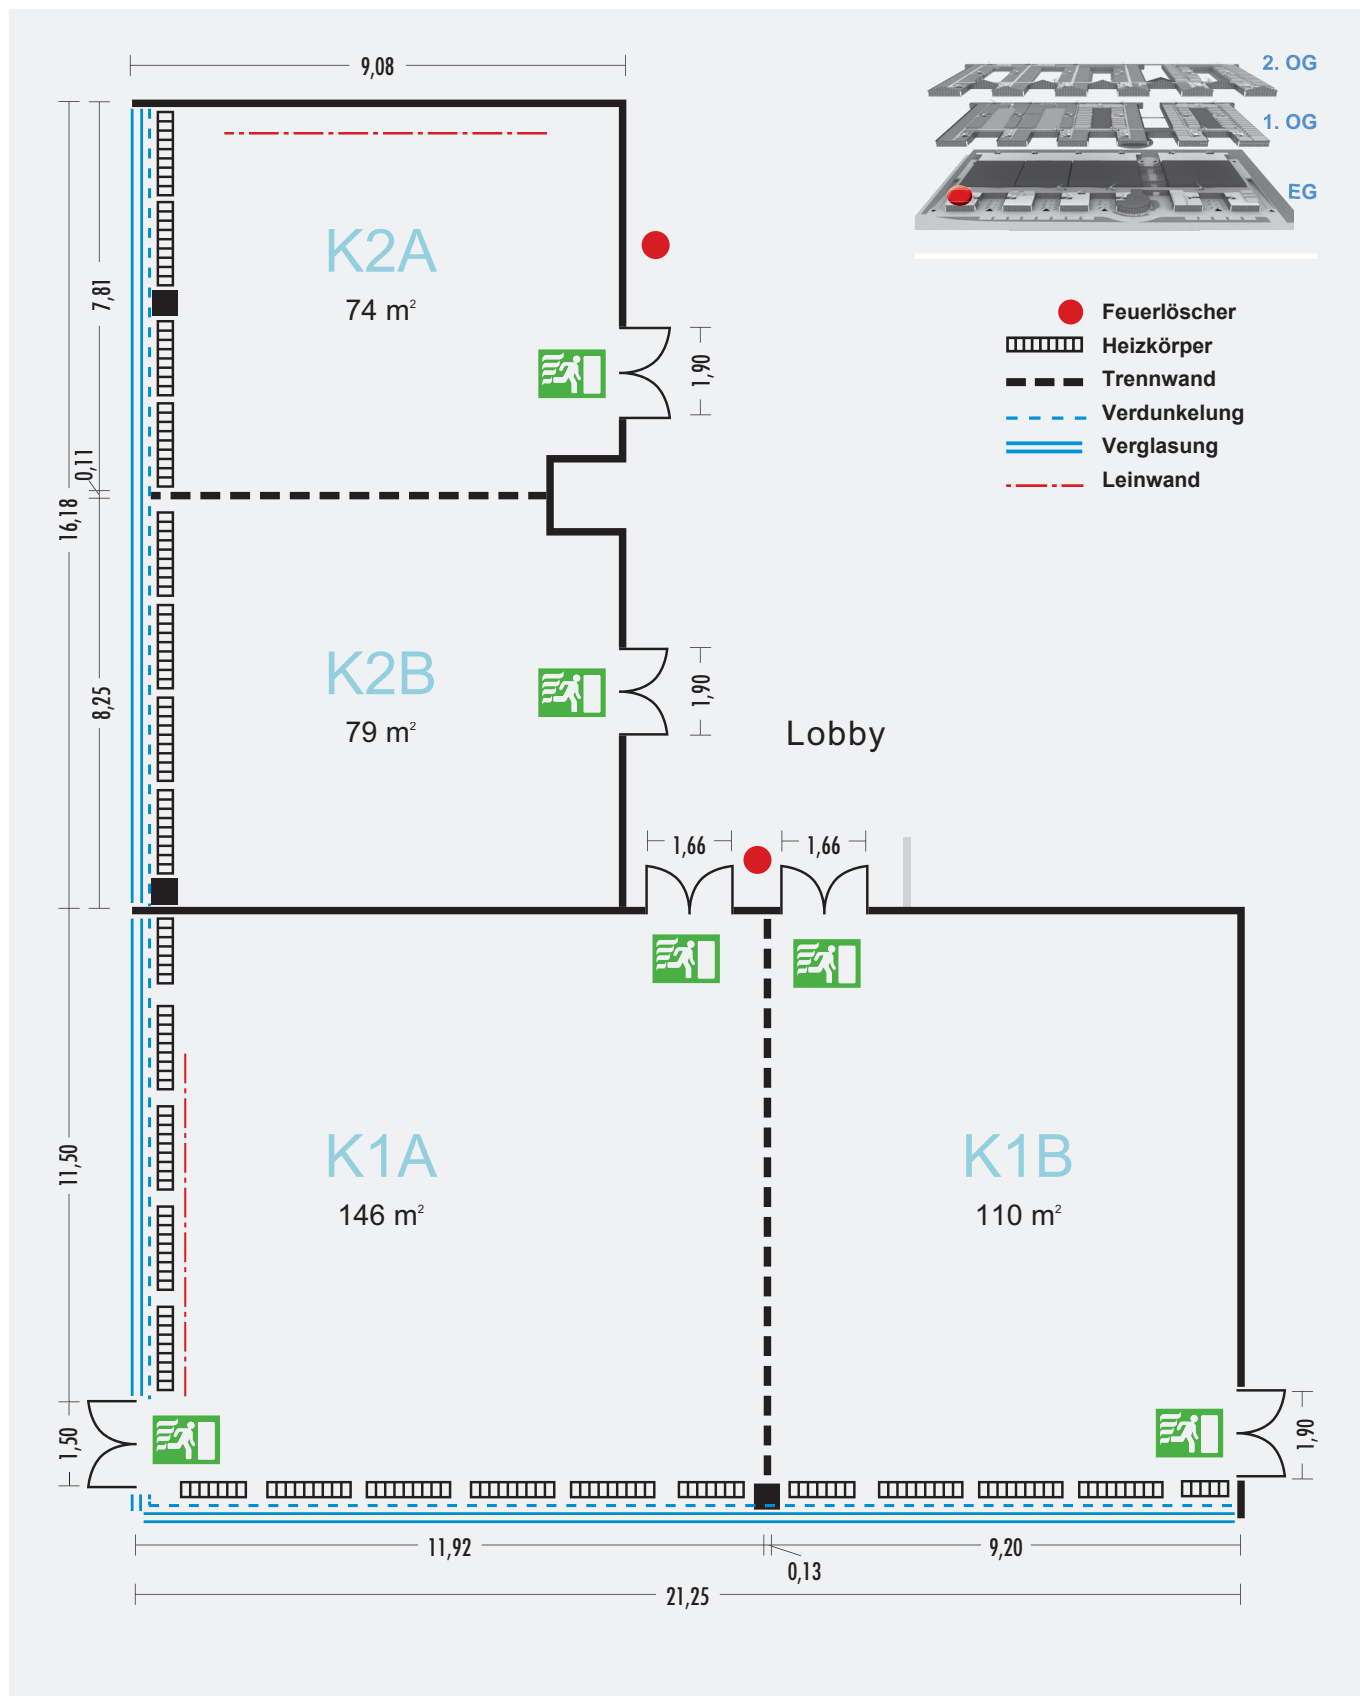 9,08
2. OG
1. OG
EG
7,81
K2A
74 m²
1,90
Feuerlöscher
Heizkörper
Trennwand
Verdunkelung
Verglasung
Leinwand
0,11
16,18
K2B
79 m²
8,25
1,90
Lobby
1,66
1,66
11,50
K1A
146 m²
K1B
110 m²
1,50
1,90
11,92
9,20
0,13
21,25